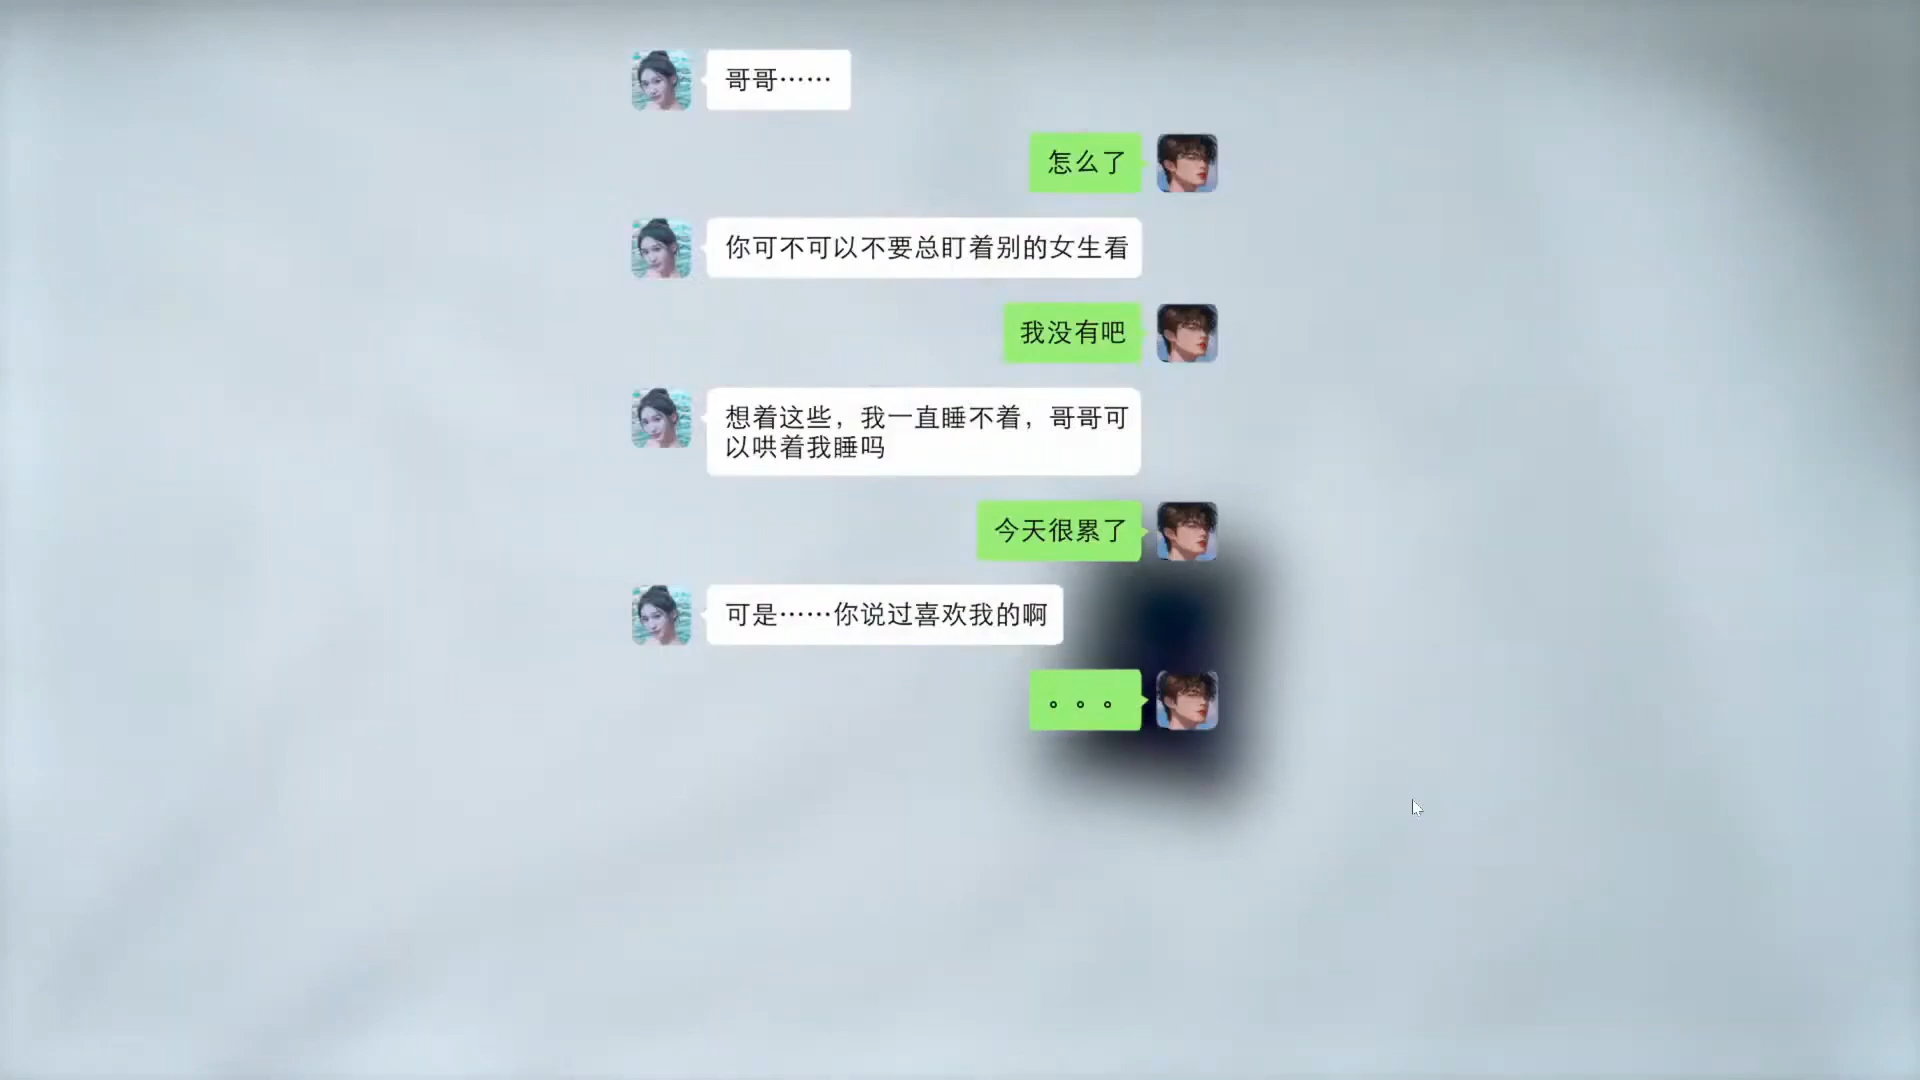 哥哥……
怎么了
你可不可以不要总盯着别的女生看
我没有吧
想着这些，我一直睡不着，哥哥可
以哄着我睡吗
今天很累了
可是……你说过喜欢我的啊
。。。